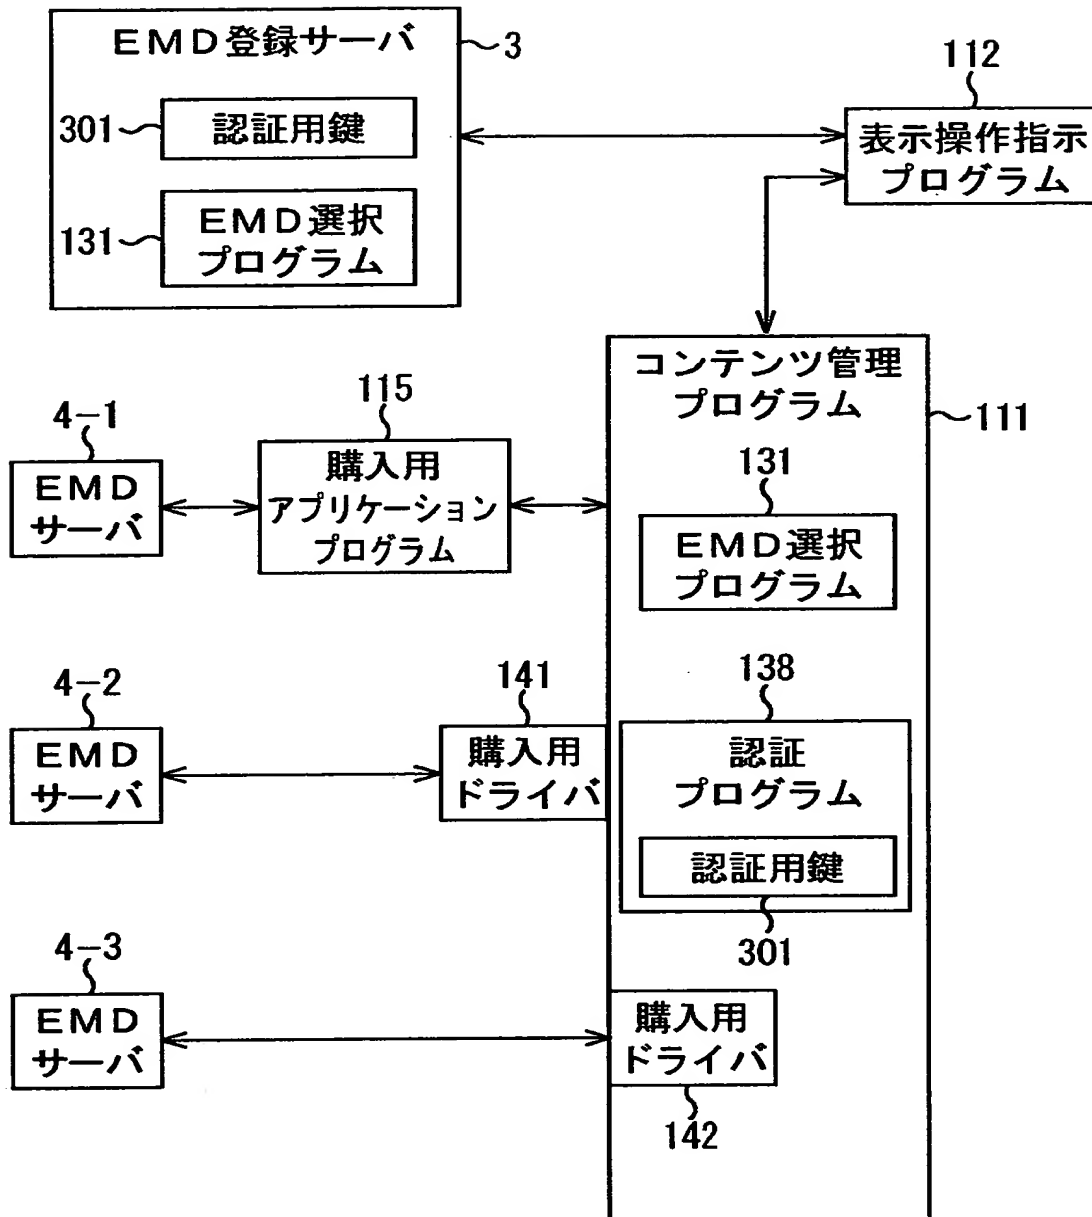 EMD登録サーバ
3
301
認証用鍵
131
EMD選択
プログラム
112
表示操作指示
プログラム
コンテンツ管理
プログラム
111
4-1
EMD
サーバ
115
購入用
アプリケーション
プログラム
131
EMD選択
プログラム
4-2
EMD
サーバ
141
購入用
ドライバ
138
認証
プログラム
認証用鍵
301
4-3
EMD
サーバ
購入用
ドライバ
142